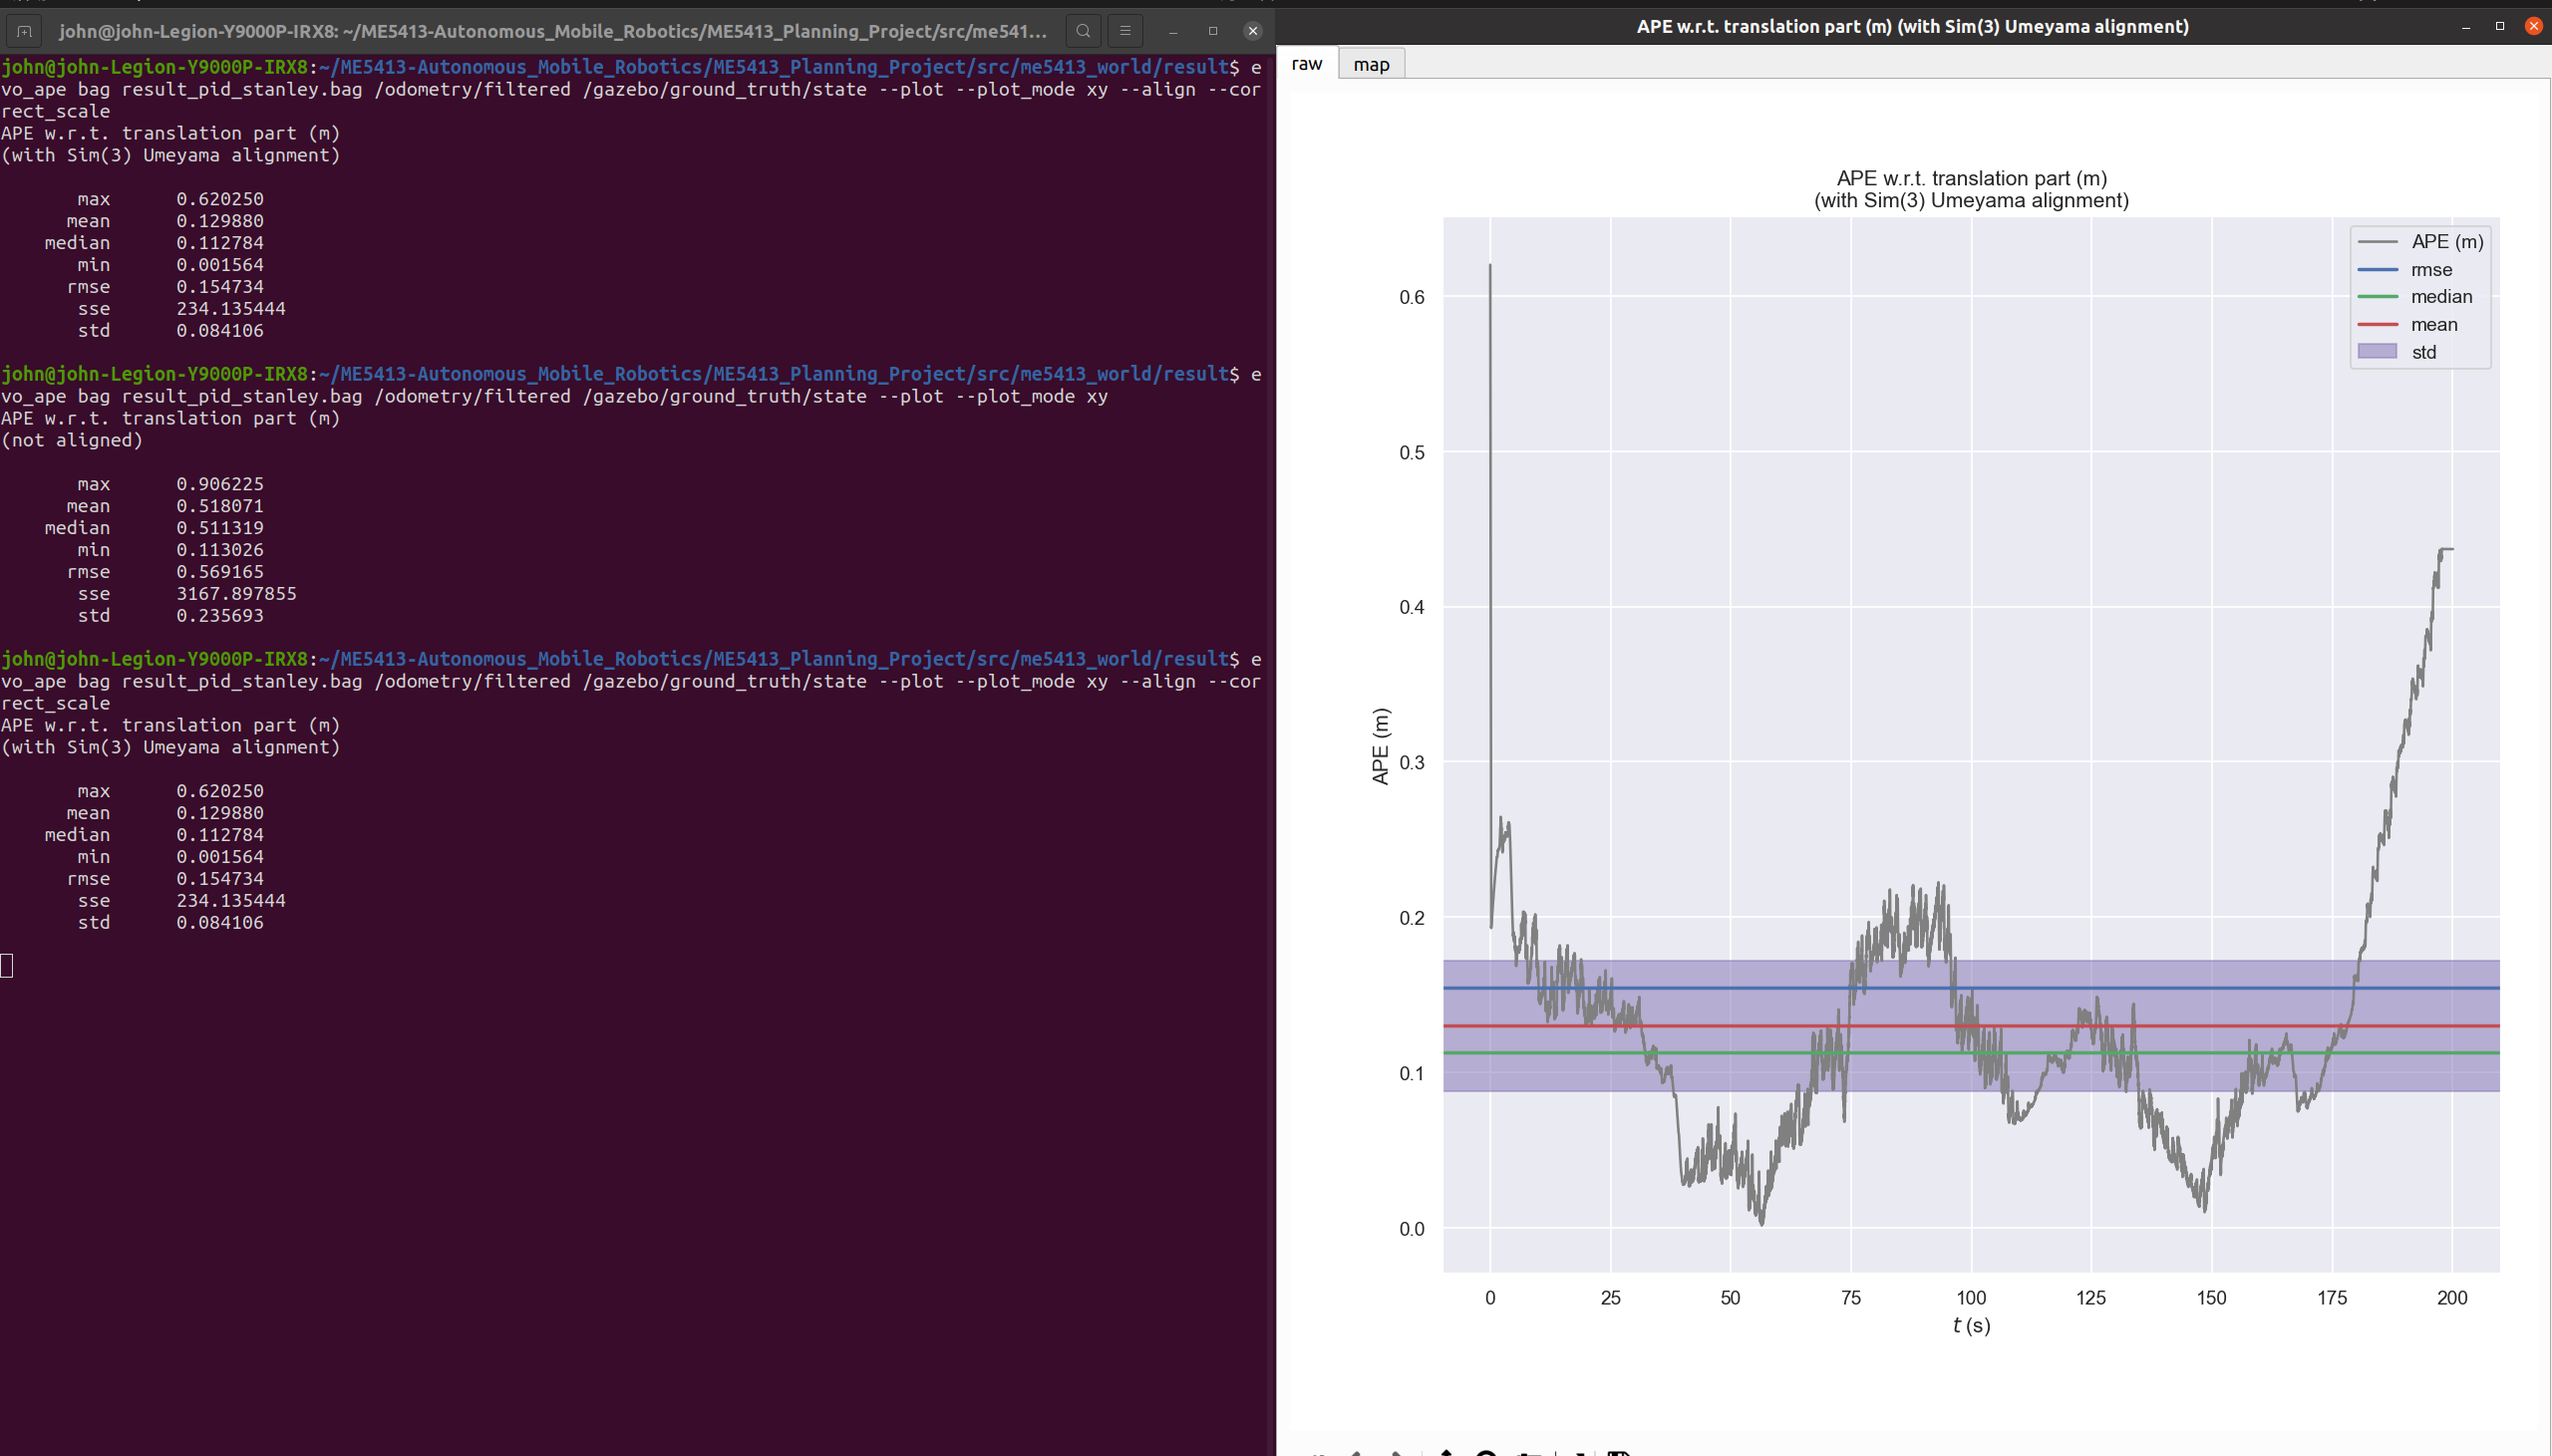 john@john-Legion-Y9000P-IRX8: ~/ME5413-Autonomous_Mobile_Robotics/ME5413_Planning_Project/src/me541...
john@john-Legion-Y9000P-IRX8:~/ME5413-Autonomous_Mobile_Robotics/ME5413_Planning_Project/src/me5413_world/result$ e
vo_ape bag result_pid_stanley.bag /odometry/filtered /gazebo/ground_truth/state --plot --plot_mode xy --align --cor
rect_scale
APE w.r.t. translation part (m)
(with Sim(3) Umeyama alignment)
max 0.620250
mean 0.129880
median 0.112784
min 0.001564
rmse 0.154734
sse 234.135444
std 0.084106
john@john-Legion-Y9000P-IRX8:~/ME5413-Autonomous_Mobile_Robotics/ME5413_Planning_Project/src/me5413_world/result$ e
vo_ape bag result_pid_stanley.bag /odometry/filtered /gazebo/ground_truth/state --plot --plot_mode xy
APE w.r.t. translation part (m)
(not aligned)
max 0.906225
mean 0.518071
median 0.511319
min 0.113026
rmse 0.569165
sse 3167.897855
std 0.235693
john@john-Legion-Y9000P-IRX8:~/ME5413-Autonomous_Mobile_Robotics/ME5413_Planning_Project/src/me5413_world/result$ e
vo_ape bag result_pid_stanley.bag /odometry/filtered /gazebo/ground_truth/state --plot --plot_mode xy --align --cor
rect_scale
APE w.r.t. translation part (m)
(with Sim(3) Umeyama alignment)
max 0.620250
mean 0.129880
median 0.112784
min 0.001564
rmse 0.154734
sse 234.135444
std 0.084106
APE w.r.t. translation part (m) (with Sim(3) Umeyama alignment)
raw map
APE w.r.t. translation part (m)
(with Sim(3) Umeyama alignment)
APE (m)
rmse
median
mean
std
0.6
0.5
0.4
0.3
0.2
0.1
0.0
APE (m)
0 25 50 75 100 125 150 175 200
t (s)